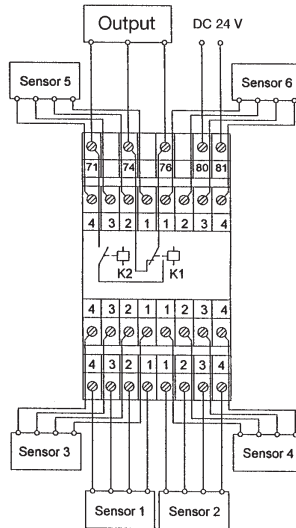 Output
DC 24 V
Sensor 5
Sensor 6
71 74 76 80 81
4 3 2 1 1 2 3 4
K2 K1
4 3 2 1 1 2 3 4
4 3 2 1 1 2 3 4
Sensor 3
Sensor 4
Sensor 1
Sensor 2